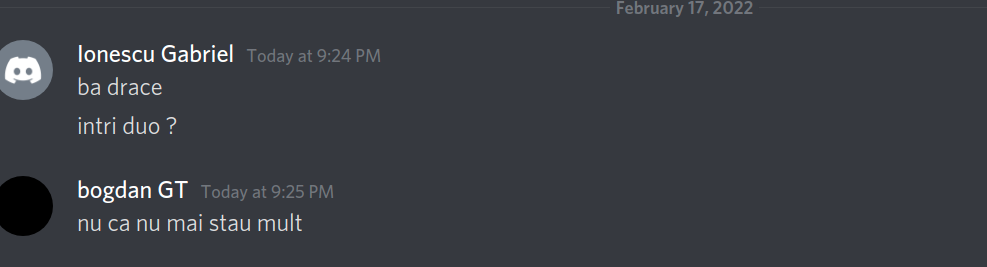 February 17, 2022
Ionescu Gabriel Today at 9:24 PM
ba drace
intri duo ?
bogdan GT Today at 9:25 PM
nu ca nu mai stau mult